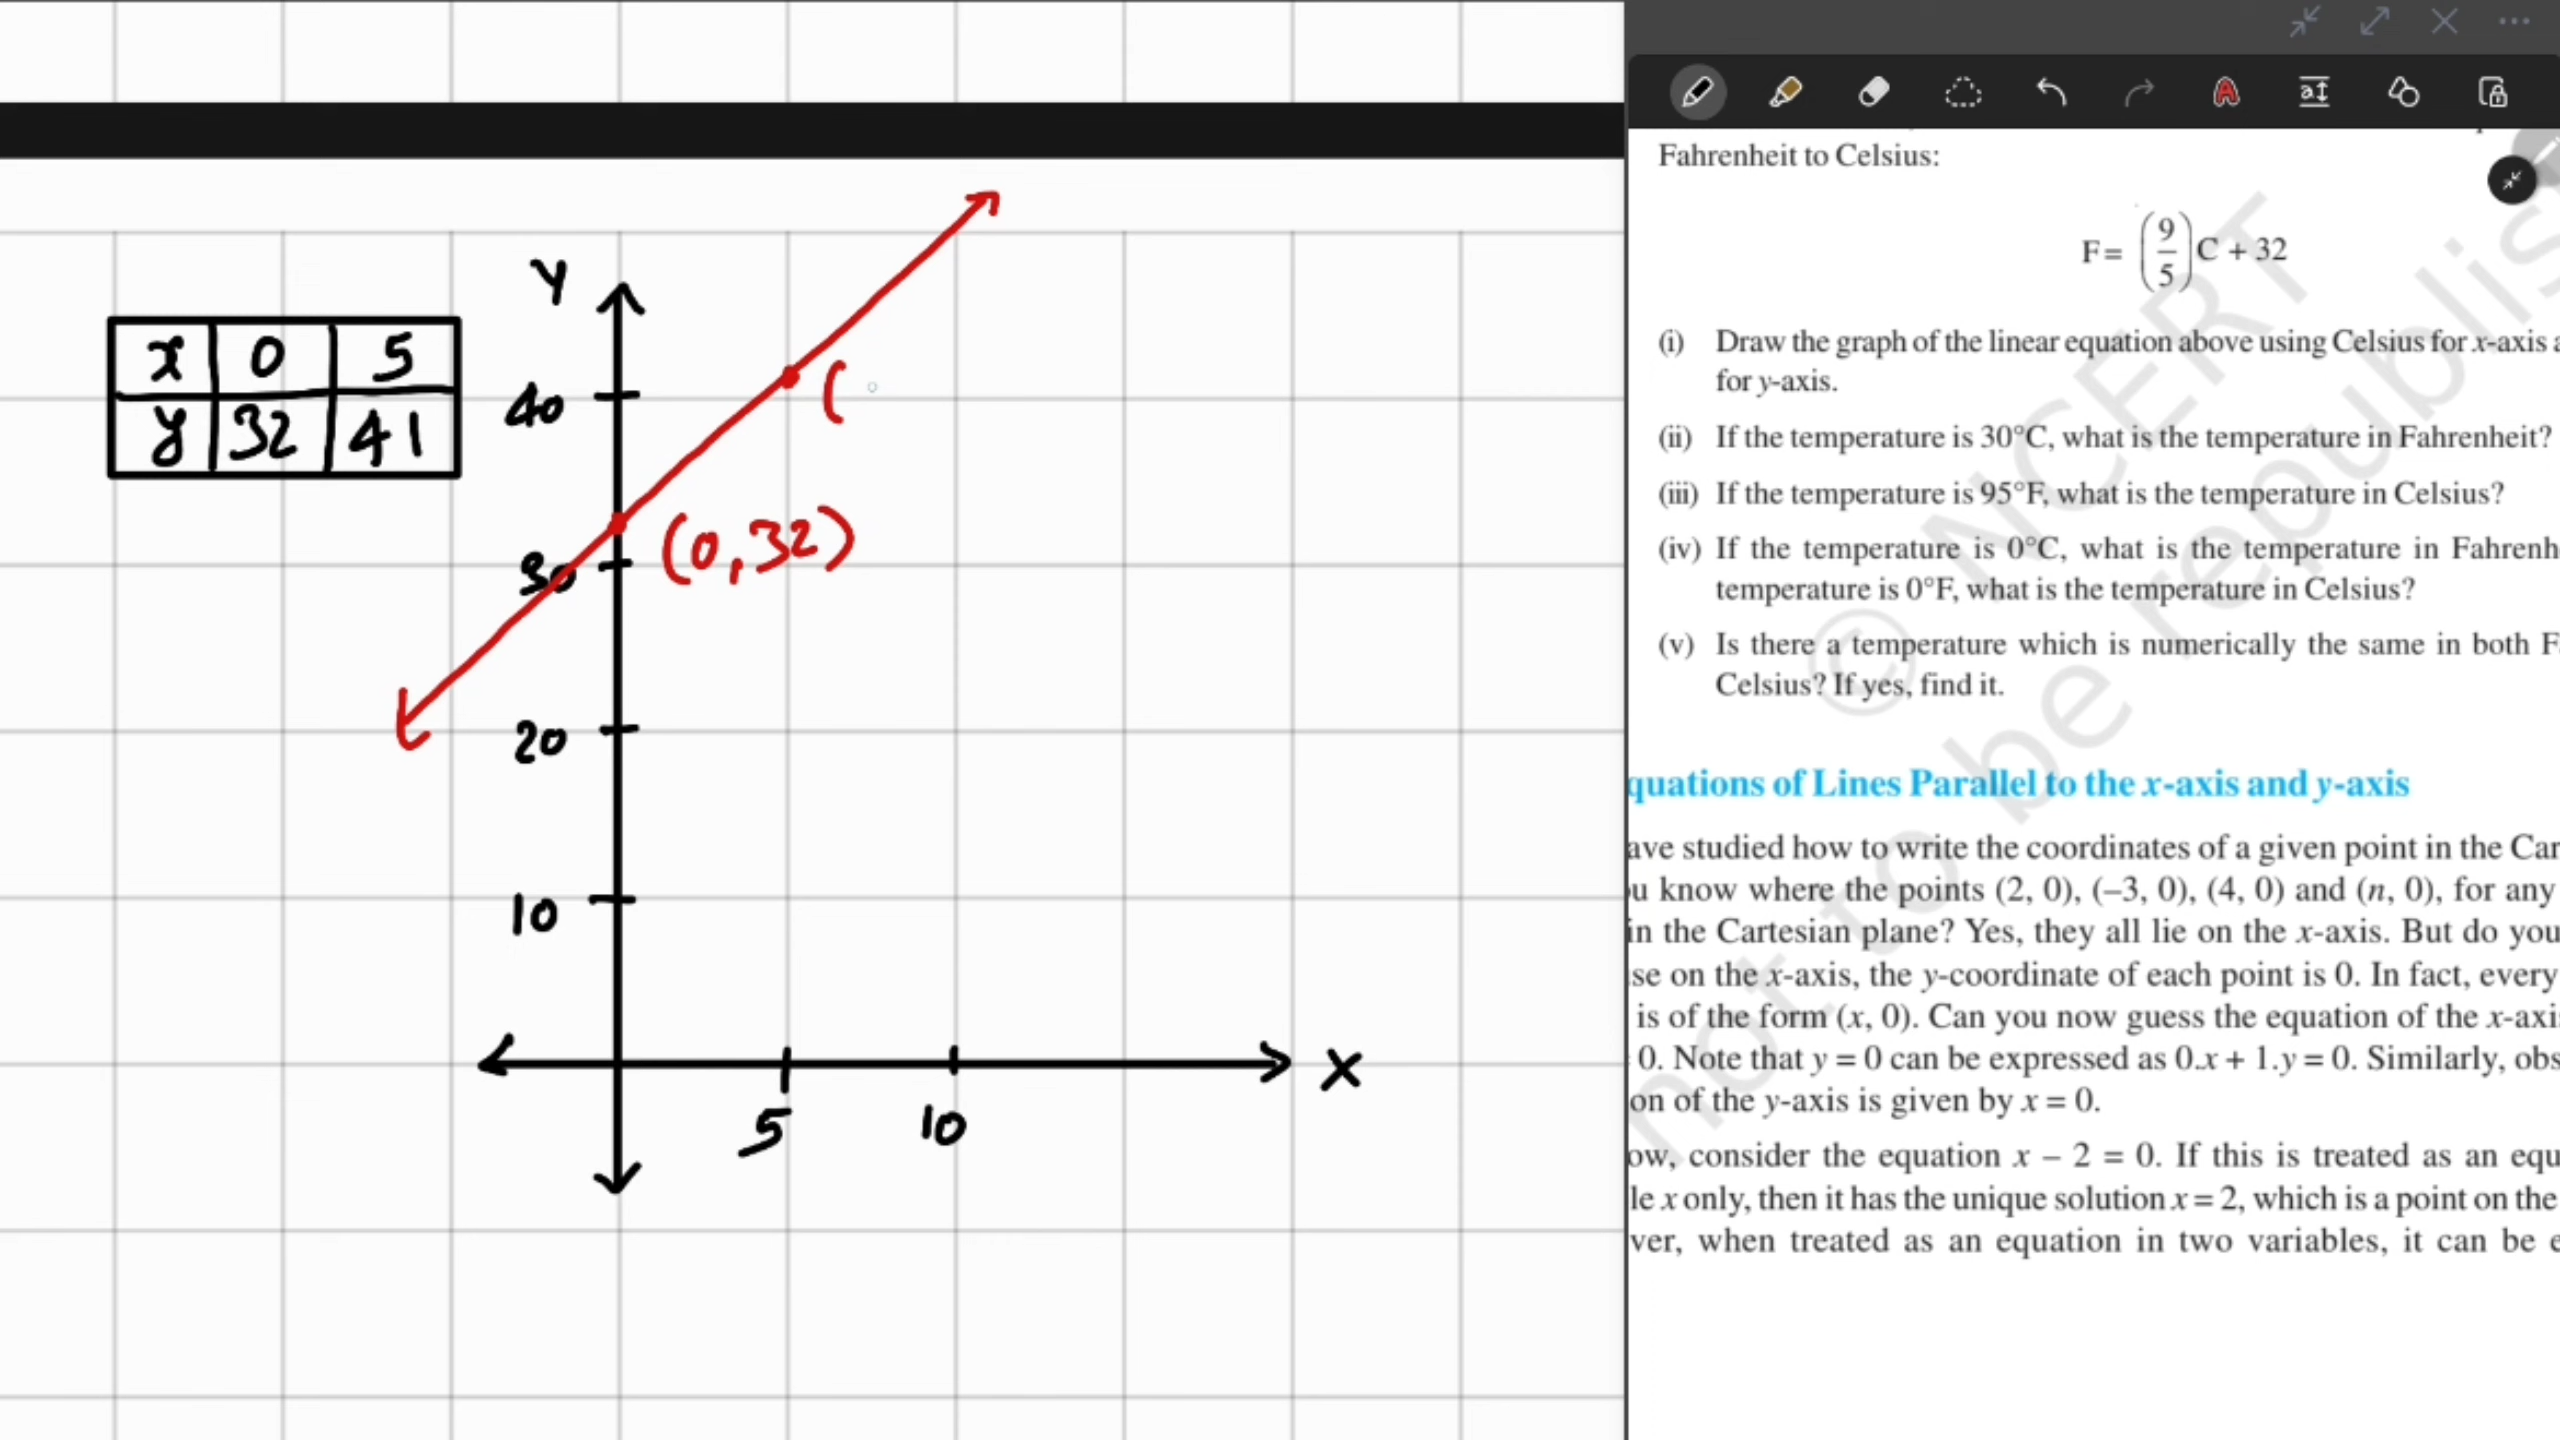 Y
x 0 5
y 32 41
40
(
(0,32)
30
20
10
X
5 10
Fahrenheit to Celsius:
F = (9/5) C + 32
(i) Draw the graph of the linear equation above using Celsius for x-axis
for y-axis.
(ii) If the temperature is 30°C, what is the temperature in Fahrenheit?
(iii) If the temperature is 95°F, what is the temperature in Celsius?
(iv) If the temperature is 0°C, what is the temperature in Fahrenh
temperature is 0°F, what is the temperature in Celsius?
(v) Is there a temperature which is numerically the same in both F
Celsius? If yes, find it.
quations of Lines Parallel to the x-axis and y-axis
ave studied how to write the coordinates of a given point in the Car
u know where the points (2, 0), (–3, 0), (4, 0) and (n, 0), for any
in the Cartesian plane? Yes, they all lie on the x-axis. But do you
se on the x-axis, the y-coordinate of each point is 0. In fact, every
is of the form (x, 0). Can you now guess the equation of the x-axi
0. Note that y = 0 can be expressed as 0.x + 1.y = 0. Similarly, obs
on of the y-axis is given by x = 0.
ow, consider the equation x – 2 = 0. If this is treated as an equ
le x only, then it has the unique solution x = 2, which is a point on the
ver, when treated as an equation in two variables, it can be e
© NCERT
not to be republis